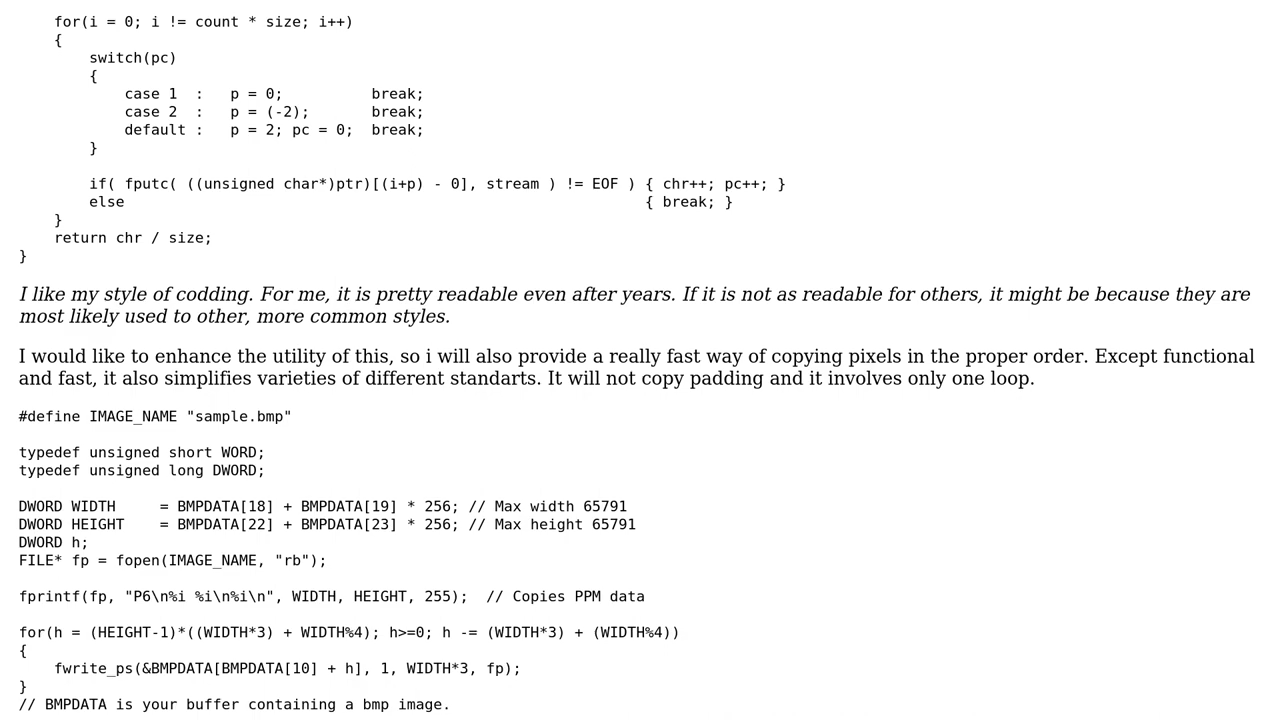 for(i = 0; i != count * size; i++)
    {
        switch(pc)
        {
            case 1  :   p = 0;          break;
            case 2  :   p = (-2);       break;
            default :   p = 2; pc = 0;  break;
        }

        if( fputc( ((unsigned char*)ptr)[(i+p) - 0], stream ) != EOF ) { chr++; pc++; }
        else                                                           { break; }
    }
    return chr / size;
}
I like my style of codding. For me, it is pretty readable even after years. If it is not as readable for others, it might be because they are
most likely used to other, more common styles.
I would like to enhance the utility of this, so i will also provide a really fast way of copying pixels in the proper order. Except functional
and fast, it also simplifies varieties of different standarts. It will not copy padding and it involves only one loop.
#define IMAGE_NAME "sample.bmp"

typedef unsigned short WORD;
typedef unsigned long DWORD;

DWORD WIDTH     = BMPDATA[18] + BMPDATA[19] * 256; // Max width 65791
DWORD HEIGHT    = BMPDATA[22] + BMPDATA[23] * 256; // Max height 65791
DWORD h;
FILE* fp = fopen(IMAGE_NAME, "rb");

fprintf(fp, "P6\n%i %i\n%i\n", WIDTH, HEIGHT, 255);  // Copies PPM data

for(h = (HEIGHT-1)*((WIDTH*3) + WIDTH%4); h>=0; h -= (WIDTH*3) + (WIDTH%4))
{
    fwrite_ps(&BMPDATA[BMPDATA[10] + h], 1, WIDTH*3, fp);
}
// BMPDATA is your buffer containing a bmp image.